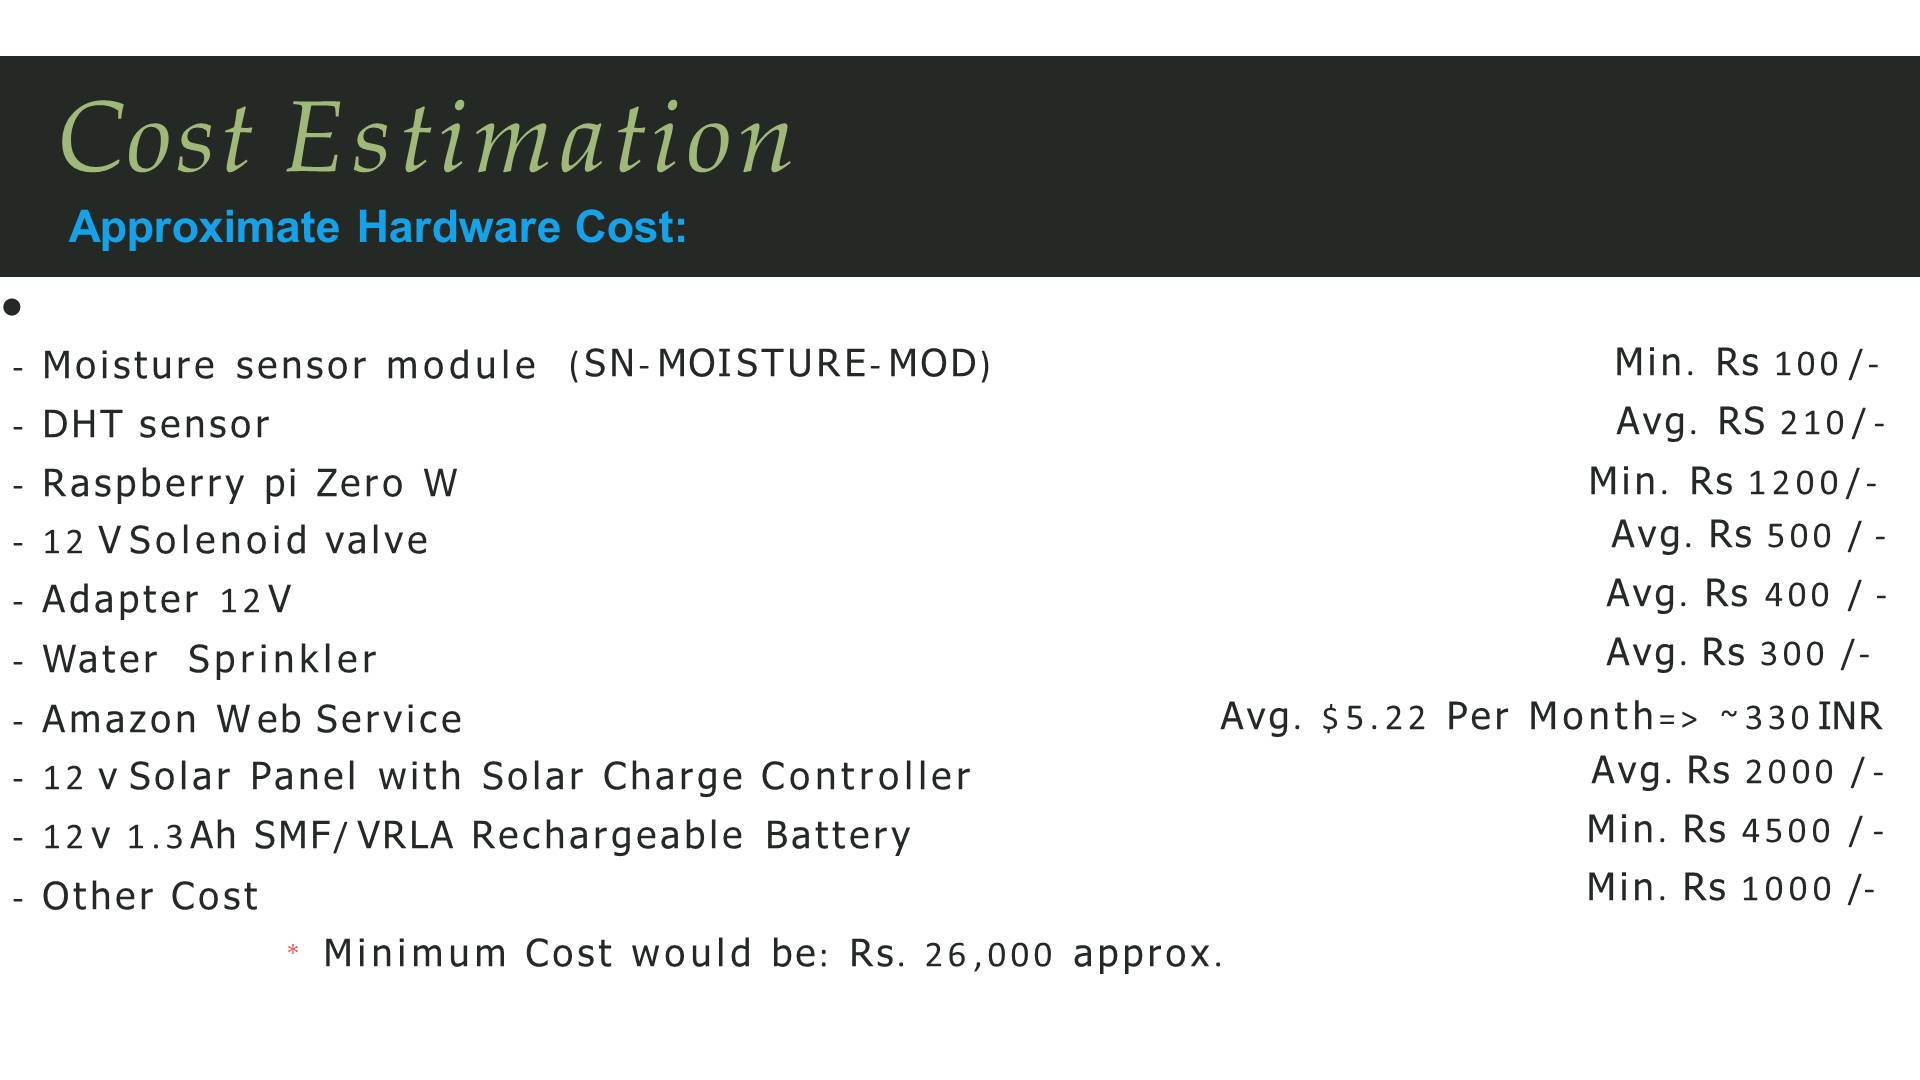 Cost Estimation
Approximate Hardware Cost:
•
- Moisture sensor module (SN-MOISTURE-MOD) Min. Rs 100/-
- DHT sensor Avg. RS 210/-
- Raspberry pi Zero W Min. Rs 1200/-
- 12 V Solenoid valve Avg. Rs 500 / -
- Adapter 12V Avg. Rs 400 / -
- Water Sprinkler Avg. Rs 300 /-
- Amazon Web Service Avg. $5.22 Per Month=> ~330 INR
- 12 v Solar Panel with Solar Charge Controller Avg. Rs 2000 /-
- 12v 1.3Ah SMF/VRLA Rechargeable Battery Min. Rs 4500 /-
- Other Cost Min. Rs 1000 /-
* Minimum Cost would be: Rs. 26,000 approx.